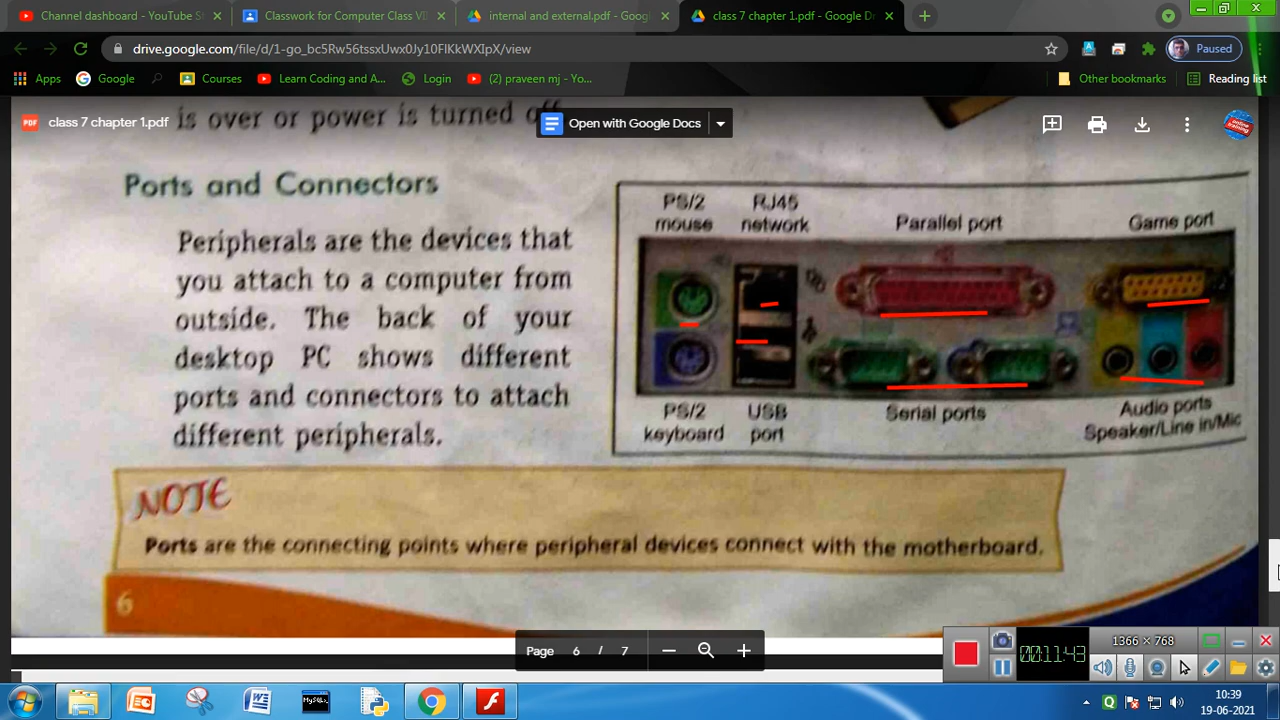 Channel dashboard - YouTube S
Classwork for Computer Class VI
internal and external.pdf - Goog
class 7 chapter 1.pdf - Google D
drive.google.com/file/d/1-go_bc5Rw56tssxUwx0Jy10FIKkWXIpX/view
Paused
Apps
Google
Courses
Learn Coding and A...
Login
(2) praveen mj - Yo...
Other bookmarks
Reading list
PDF
class 7 chapter 1.pdf
is over or power is turned off
Open with Google Docs
Ports and Connectors
Peripherals are the devices that
you attach to a computer from
outside. The back of your
desktop PC shows different
ports and connectors to attach
different peripherals.
PS/2
mouse
RJ45
network
Parallel port
Game port
PS/2
keyboard
USB
port
Serial ports
Audio ports
Speaker/Line in/Mic
NOTE
Ports are the connecting points where peripheral devices connect with the motherboard.
6
Page 6 / 7
00:11:43
1366 × 768
10:39
19-06-2021